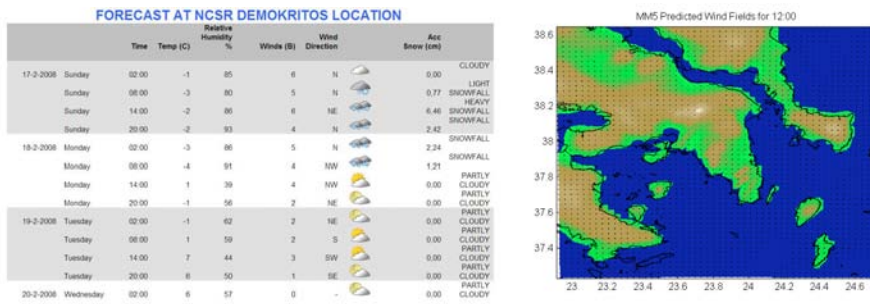 FORECAST AT NCSR DEMOKRITOS LOCATION
Time Temp (C) Relative Humidity % Winds (B) Wind Direction Acc Snow (cm)
17-2-2008 Sunday 02:00 -1 85 6 N 0,00 CLOUDY
Sunday 08:00 -3 80 5 N 0,77 LIGHT SNOWFALL
Sunday 14:00 -2 86 6 NE 6,46 HEAVY SNOWFALL
Sunday 20:00 -2 93 4 N 2,42 SNOWFALL
18-2-2008 Monday 02:00 -3 86 5 N 2,24 SNOWFALL
Monday 08:00 -4 91 4 NW 1,21 SNOWFALL
Monday 14:00 1 39 4 NW 0,00 PARTLY CLOUDY
Monday 20:00 -1 56 2 NE 0,00 PARTLY CLOUDY
19-2-2008 Tuesday 02:00 -1 62 2 NE 0,00 PARTLY CLOUDY
Tuesday 08:00 1 59 2 S 0,00 PARTLY CLOUDY
Tuesday 14:00 7 44 3 SW 0,00 PARTLY CLOUDY
Tuesday 20:00 6 50 1 SE 0,00 PARTLY CLOUDY
20-2-2008 Wednesday 02:00 6 57 0 - 0,00 PARTLY CLOUDY
MM5 Predicted Wind Fields for 12:00
38.6
38.4
38.2
38
37.8
37.6
37.4
23 23.2 23.4 23.6 23.8 24 24.2 24.4 24.6